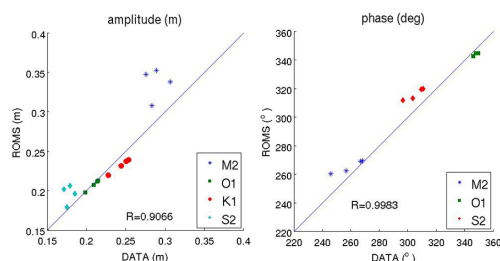 amplitude (m)
0.4
0.35
0.3
0.25
0.2
0.15
ROMS (m)
0.15 0.2 0.25 0.3 0.35 0.4
DATA (m)
R=0.9066
M2
O1
K1
S2
phase (deg)
360
340
320
300
280
260
240
220
ROMS (°)
220 240 260 280 300 320 340 360
DATA (°)
R=0.9983
M2
O1
S2